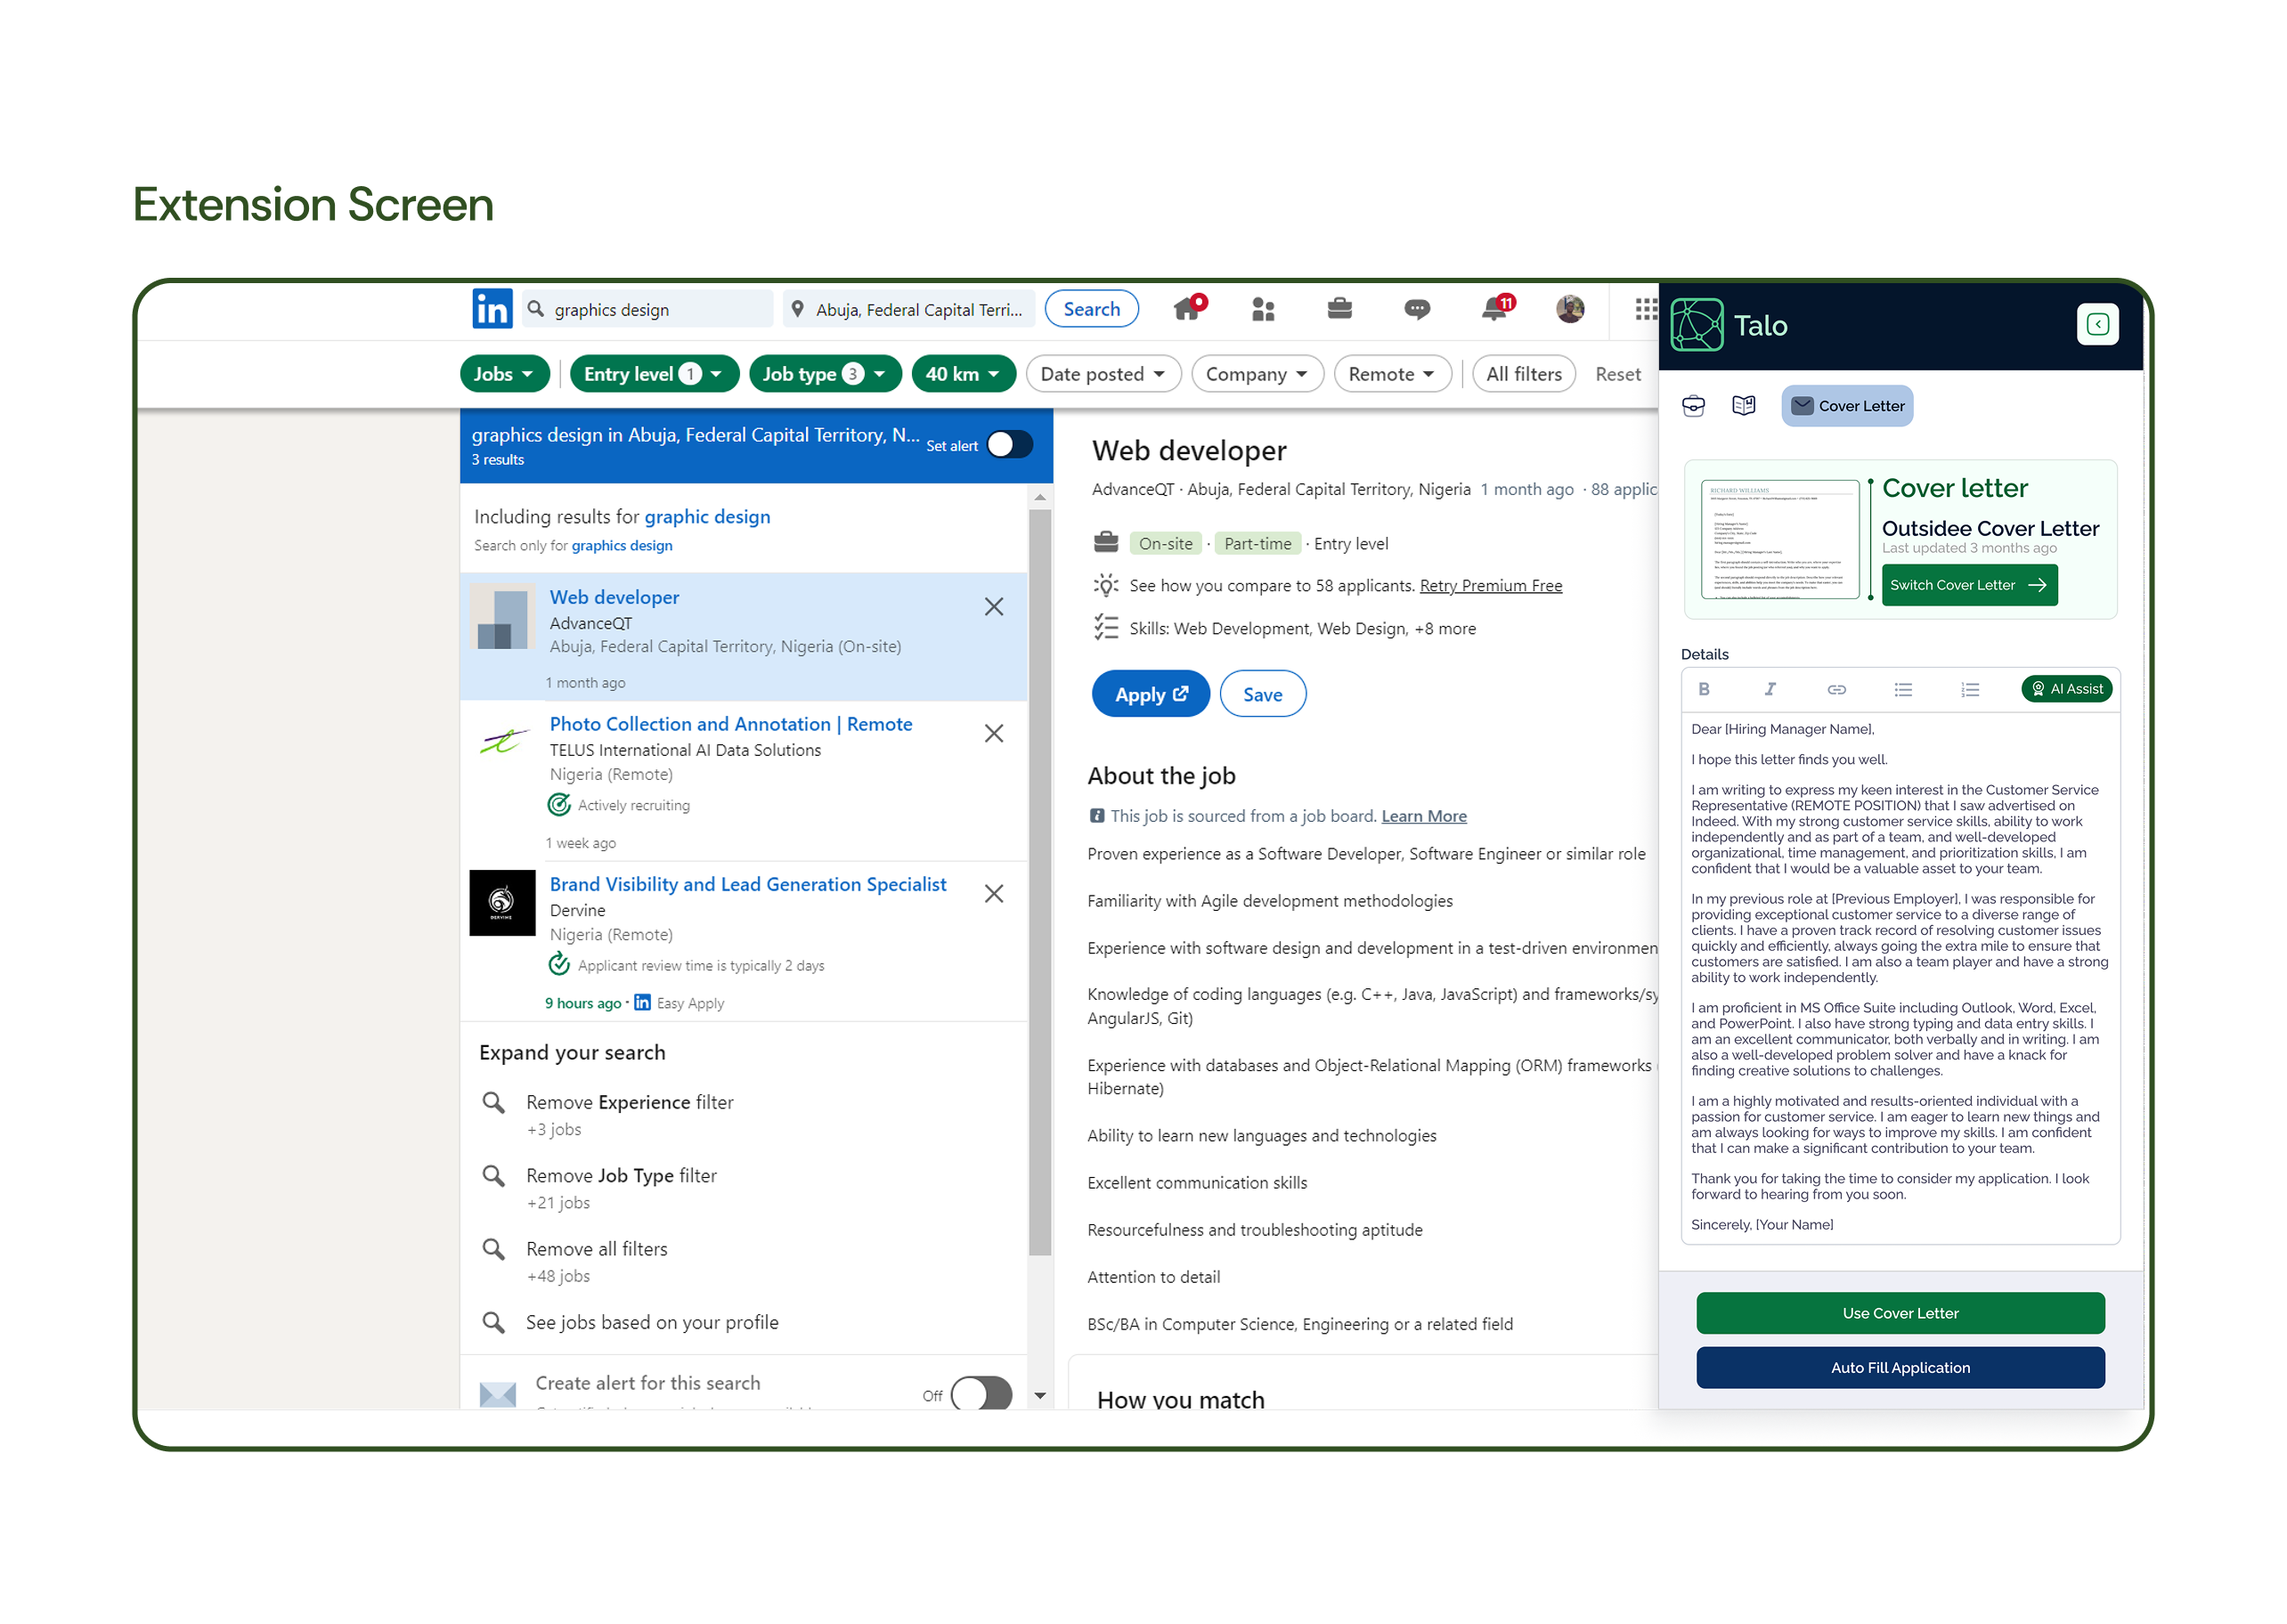 Extension Screen
in
graphics design
Abuja, Federal Capital Terri...
Search
11
Jobs
Entry level 1
Job type 3
40 km
Date posted
Company
Remote
All filters
Reset
graphics design in Abuja, Federal Capital Territory, N...
Set alert
3 results
Including results for graphic design
Search only for graphics design
Web developer
AdvanceQT
Abuja, Federal Capital Territory, Nigeria (On-site)
1 month ago
Photo Collection and Annotation | Remote
TELUS International AI Data Solutions
Nigeria (Remote)
Actively recruiting
1 week ago
Brand Visibility and Lead Generation Specialist
DERVINE
Dervine
Nigeria (Remote)
Applicant review time is typically 2 days
9 hours ago · in Easy Apply
Expand your search
Remove Experience filter
+3 jobs
Remove Job Type filter
+21 jobs
Remove all filters
+48 jobs
See jobs based on your profile
Create alert for this search
Off
Web developer
AdvanceQT · Abuja, Federal Capital Territory, Nigeria 1 month ago · 88 applic
On-site · Part-time · Entry level
See how you compare to 58 applicants. Retry Premium Free
Skills: Web Development, Web Design, +8 more
Apply
Save
About the job
This job is sourced from a job board. Learn More
Proven experience as a Software Developer, Software Engineer or similar role
Familiarity with Agile development methodologies
Experience with software design and development in a test-driven environmen
Knowledge of coding languages (e.g. C++, Java, JavaScript) and frameworks/sy
AngularJS, Git)
Experience with databases and Object-Relational Mapping (ORM) frameworks
Hibernate)
Ability to learn new languages and technologies
Excellent communication skills
Resourcefulness and troubleshooting aptitude
Attention to detail
BSc/BA in Computer Science, Engineering or a related field
How you match
Talo
Cover Letter
RICHARD WILLIAMS
Cover letter
Outsidee Cover Letter
Last updated 3 months ago
Switch Cover Letter
Details
B
I
AI Assist
Dear [Hiring Manager Name],
I hope this letter finds you well.
I am writing to express my keen interest in the Customer Service
Representative (REMOTE POSITION) that I saw advertised on
Indeed. With my strong customer service skills, ability to work
independently and as part of a team, and well-developed
organizational, time management, and prioritization skills, I am
confident that I would be a valuable asset to your team.
In my previous role at [Previous Employer], I was responsible for
providing exceptional customer service to a diverse range of
clients. I have a proven track record of resolving customer issues
quickly and efficiently, always going the extra mile to ensure that
customers are satisfied. I am also a team player and have a strong
ability to work independently.
I am proficient in MS Office Suite including Outlook, Word, Excel,
and PowerPoint. I also have strong typing and data entry skills. I
am an excellent communicator, both verbally and in writing. I am
also a well-developed problem solver and have a knack for
finding creative solutions to challenges.
I am a highly motivated and results-oriented individual with a
passion for customer service. I am eager to learn new things and
am always looking for ways to improve my skills. I am confident
that I can make a significant contribution to your team.
Thank you for taking the time to consider my application. I look
forward to hearing from you soon.
Sincerely, [Your Name]
Use Cover Letter
Auto Fill Application